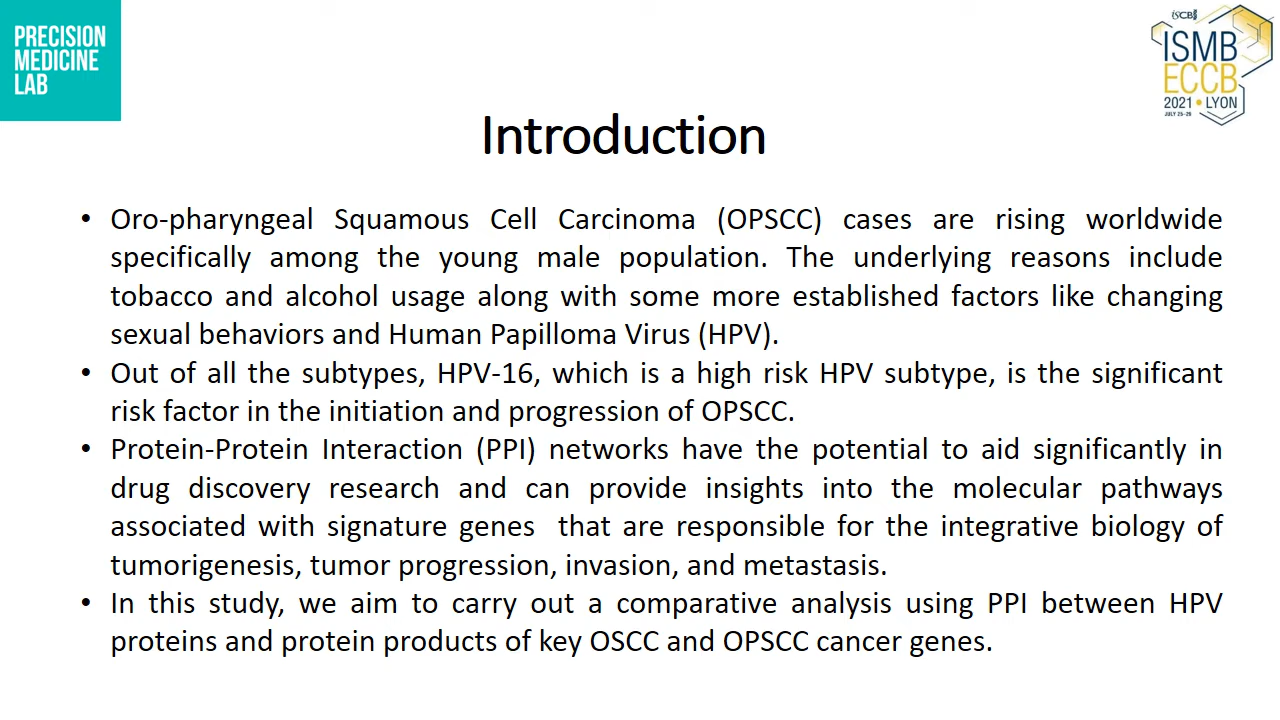 PRECISION
MEDICINE
LAB
ISCB
ISMB
ECCB
2021 • LYON
JULY 25-29
Introduction
• Oro-pharyngeal Squamous Cell Carcinoma (OPSCC) cases are rising worldwide
specifically among the young male population. The underlying reasons include
tobacco and alcohol usage along with some more established factors like changing
sexual behaviors and Human Papilloma Virus (HPV).
• Out of all the subtypes, HPV-16, which is a high risk HPV subtype, is the significant
risk factor in the initiation and progression of OPSCC.
• Protein-Protein Interaction (PPI) networks have the potential to aid significantly in
drug discovery research and can provide insights into the molecular pathways
associated with signature genes  that are responsible for the integrative biology of
tumorigenesis, tumor progression, invasion, and metastasis.
• In this study, we aim to carry out a comparative analysis using PPI between HPV
proteins and protein products of key OSCC and OPSCC cancer genes.